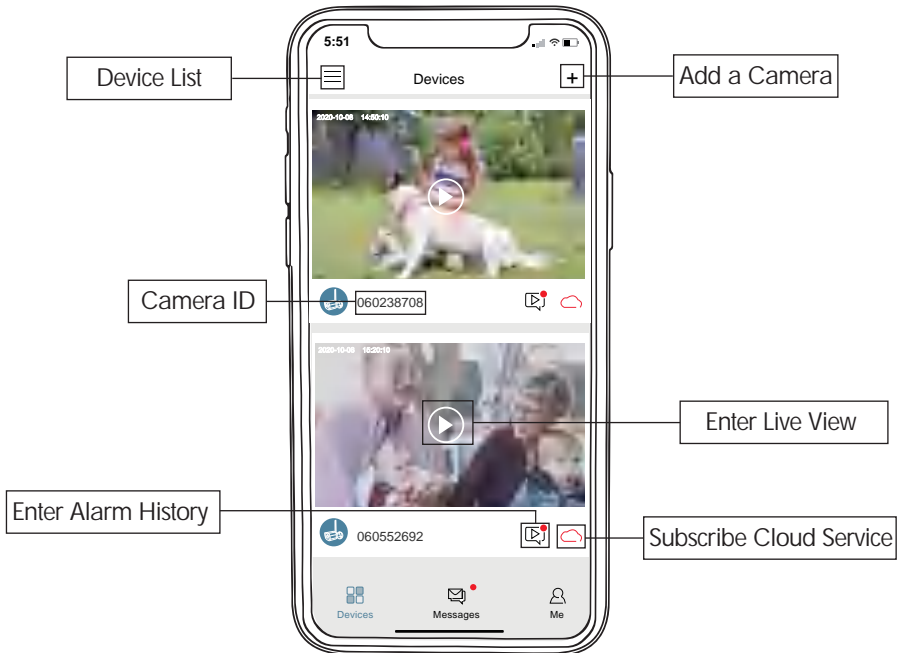 5:51
Device List
Devices
+
Add a Camera
2020-10-08 14:50:10
Camera ID
060238708
2020-10-08 15:20:10
Enter Live View
Enter Alarm History
060552692
Subscribe Cloud Service
Devices
Messages
Me